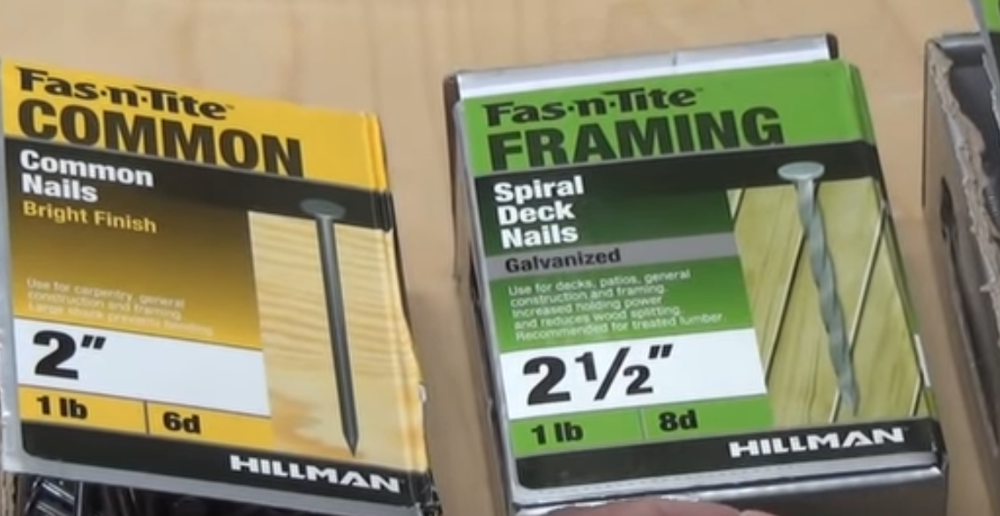 Fas·n·Tite™
COMMON
Common
Nails
Bright Finish
Use for carpentry, general
construction and framing.
Large shank prevents bending.
2"
1 lb
6d
HILLMAN
Fas·n·Tite™
FRAMING
Spiral
Deck
Nails
Galvanized
Use for decks, patios, general
construction and framing.
Increased holding power
and reduces wood splitting.
Recommended for treated lumber
2½"
1 lb
8d
HILLMAN